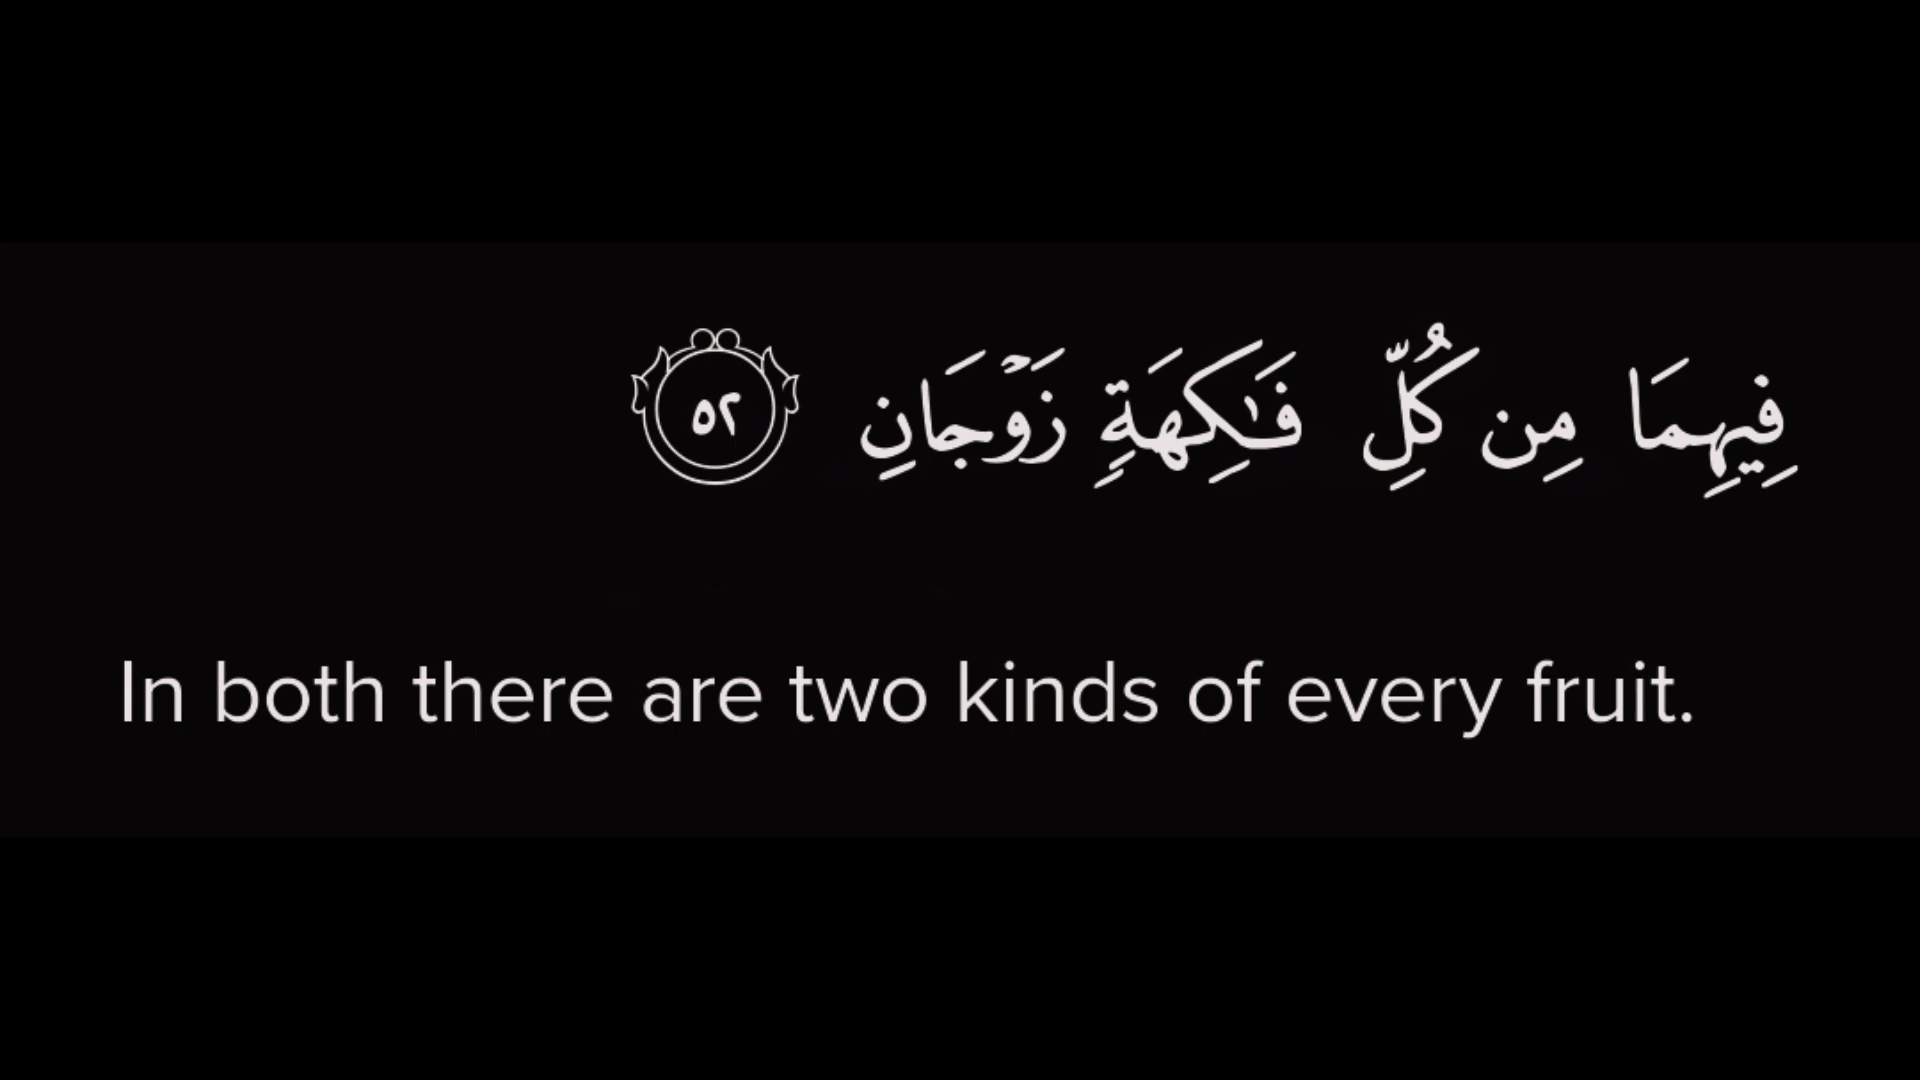 فِيهِمَا مِن كُلِّ فَـٰكِهَةٍ زَوْجَانِ ٥٢
In both there are two kinds of every fruit.